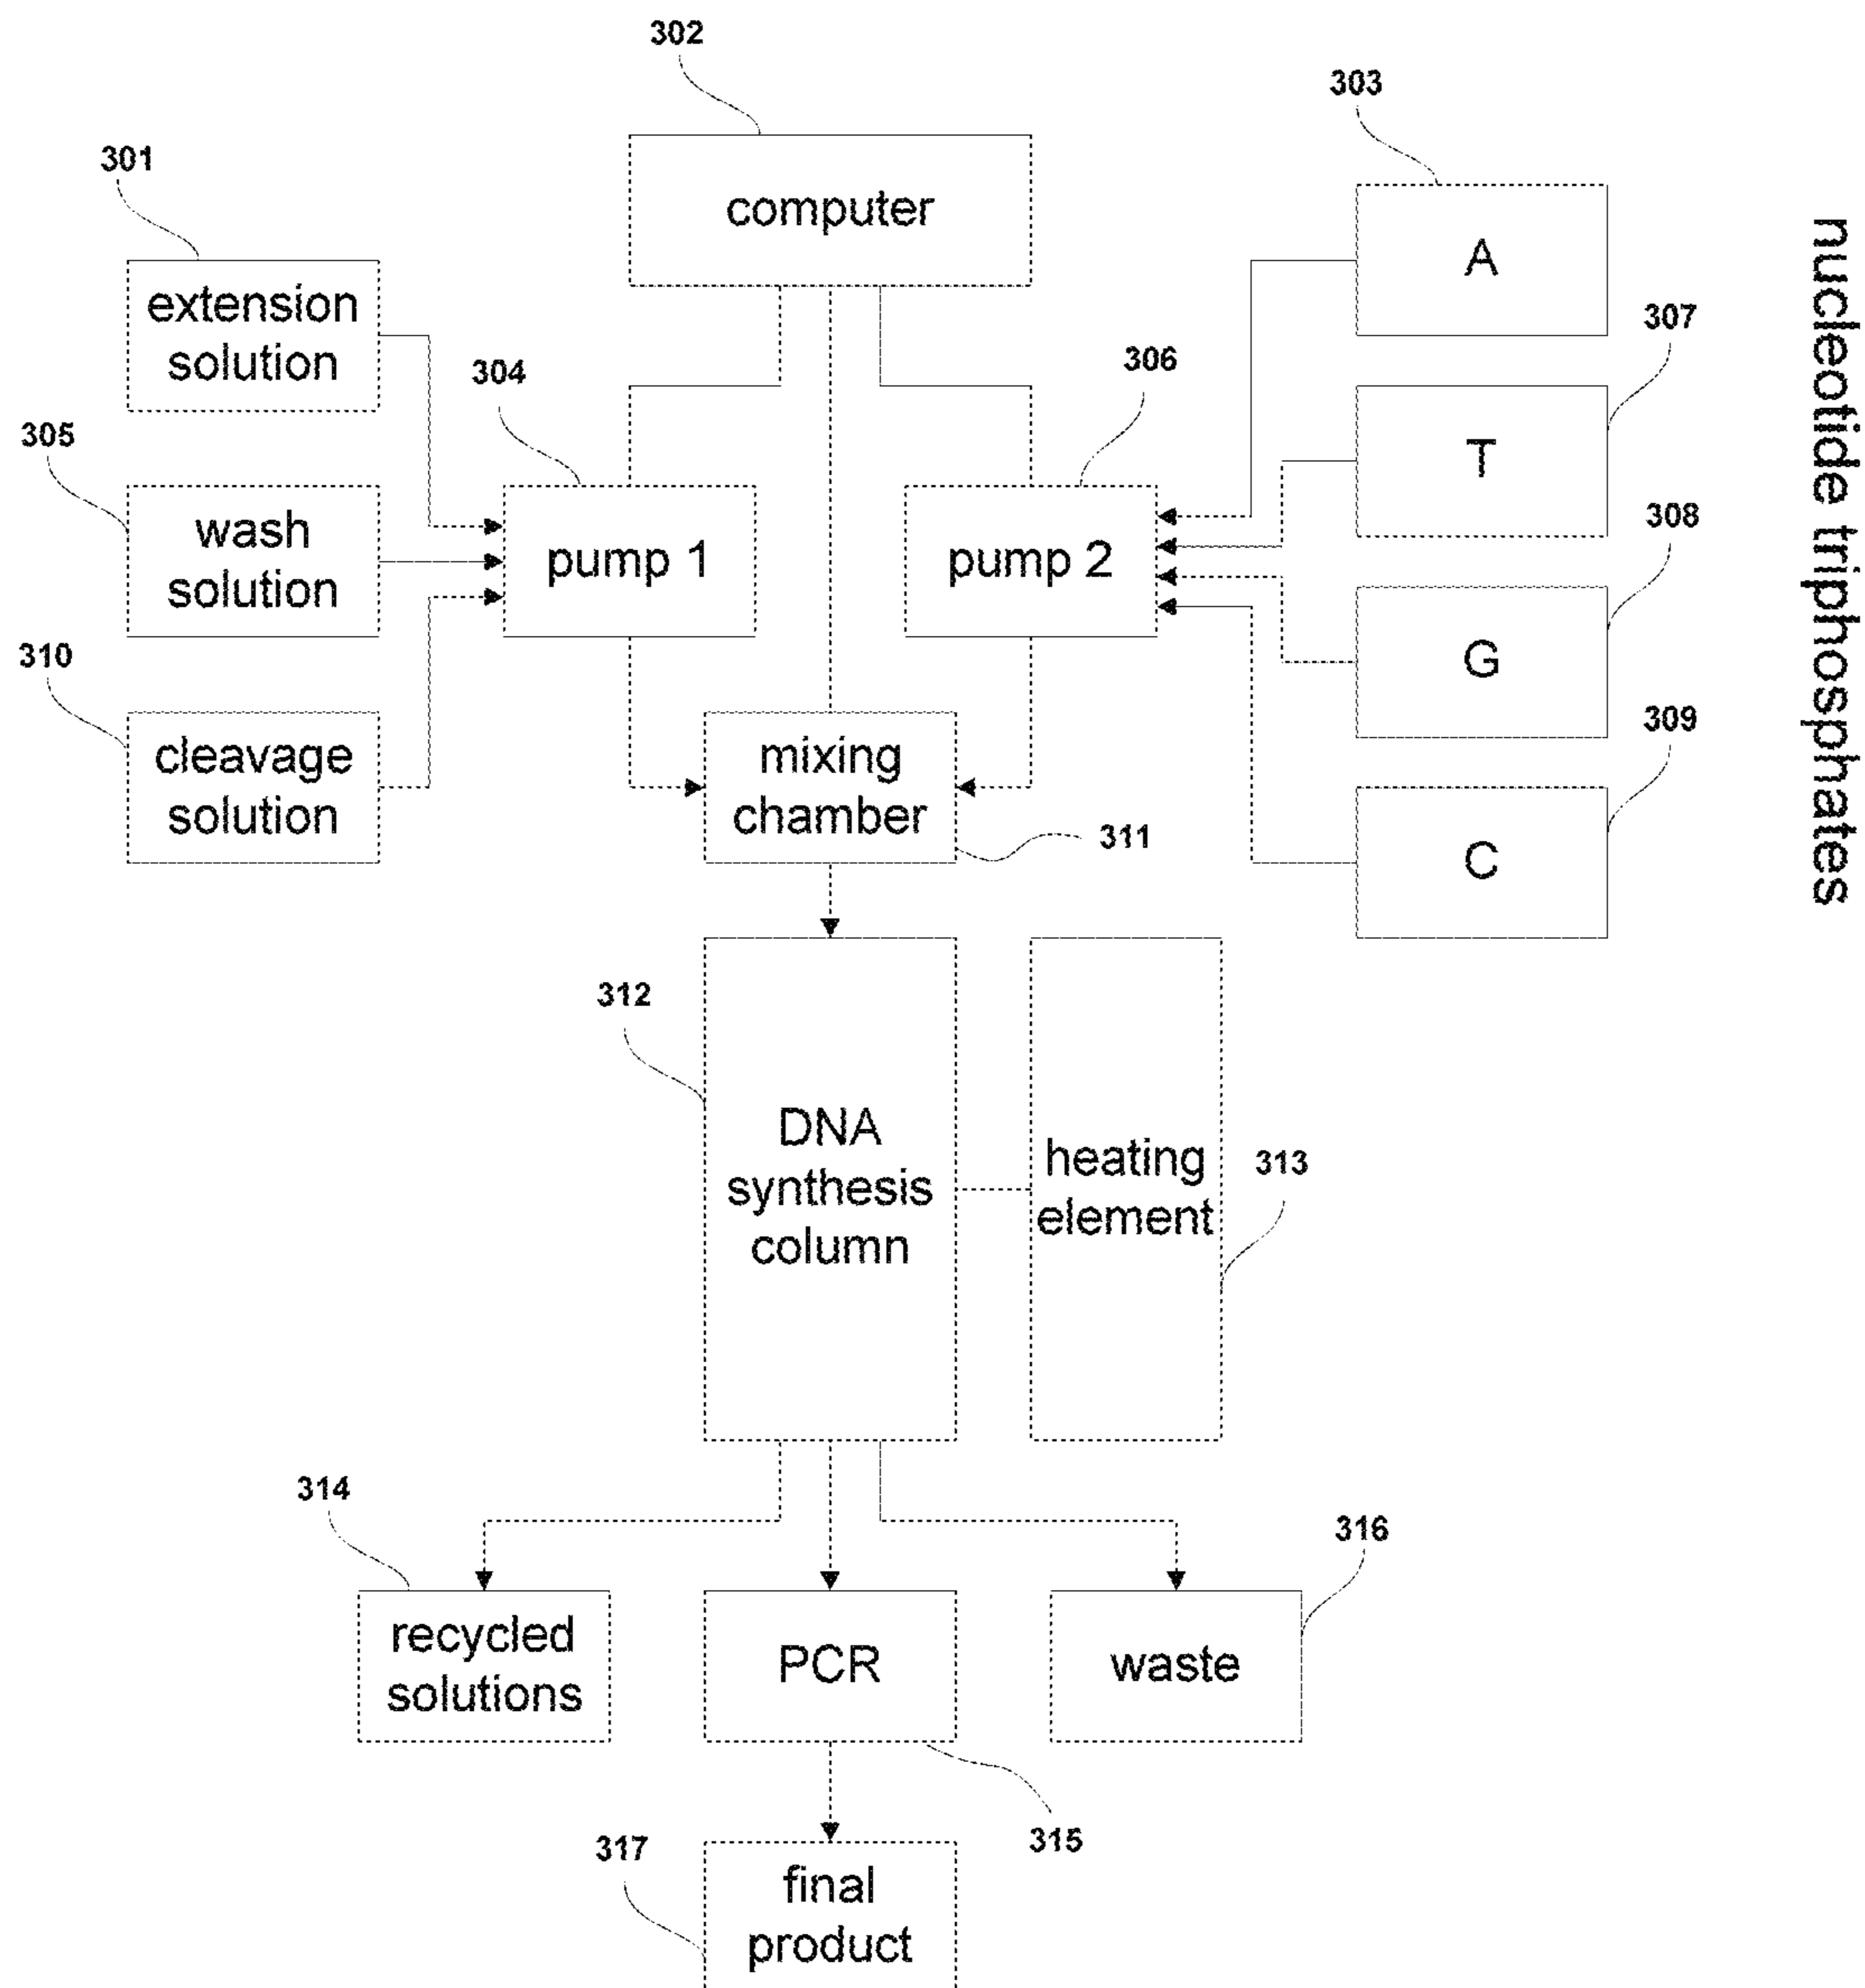 302
303
301
computer
A
extension
solution
307
304
306
T
305
wash
solution
pump 1
pump 2
308
G
310
cleavage
solution
mixing
chamber
311
309
C
nucleotide triphosphates
312
DNA
synthesis
column
heating
element
313
314
recycled
solutions
PCR
waste
316
315
317
final
product